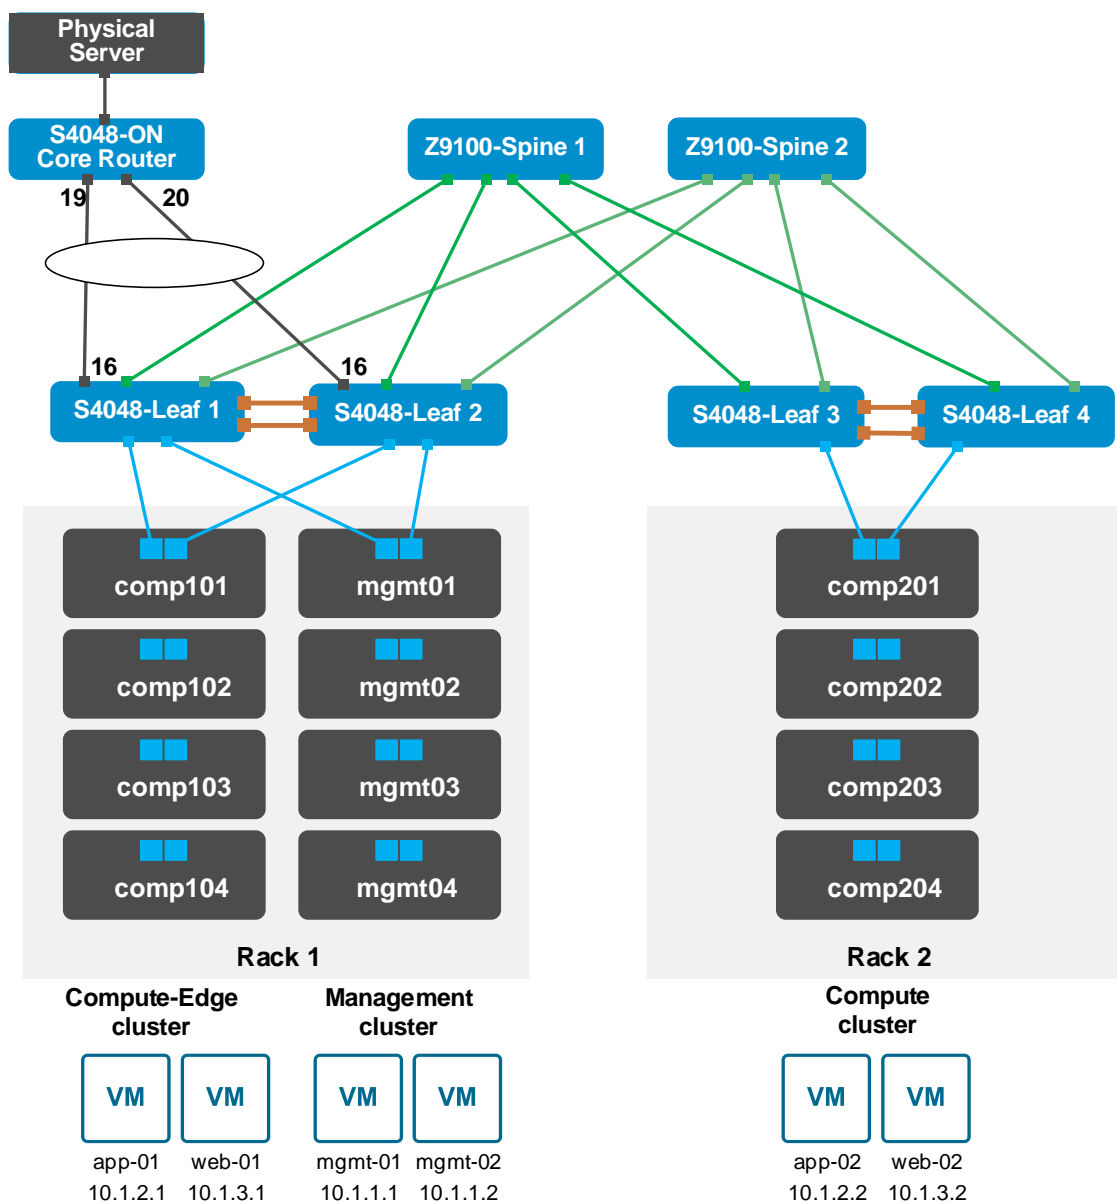 Physical
Server
S4048-ON
Core Router
Z9100-Spine 1
Z9100-Spine 2
19
20
16
16
S4048-Leaf 1
S4048-Leaf 2
S4048-Leaf 3
S4048-Leaf 4
comp101
mgmt01
comp201
comp102
mgmt02
comp202
comp103
mgmt03
comp203
comp104
mgmt04
comp204
Rack 1
Rack 2
Compute-Edge
cluster
Management
cluster
Compute
cluster
VM
VM
VM
VM
VM
VM
app-01
web-01
mgmt-01
mgmt-02
app-02
web-02
10.1.2.1
10.1.3.1
10.1.1.1
10.1.1.2
10.1.2.2
10.1.3.2